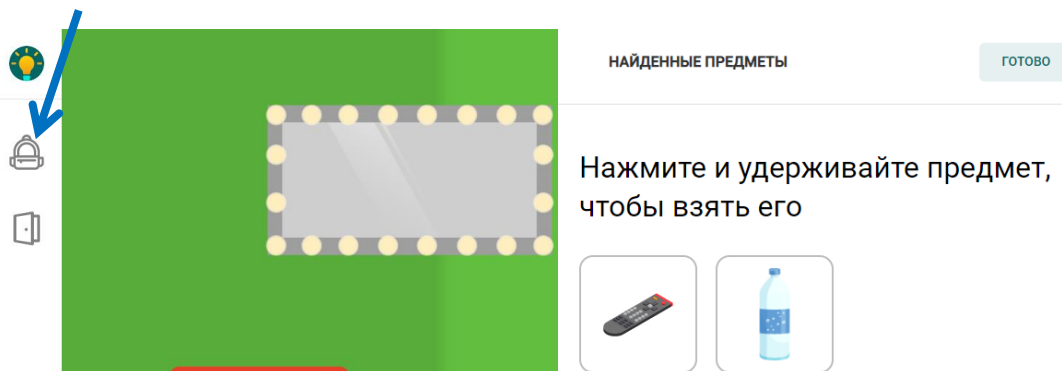 НАЙДЕННЫЕ ПРЕДМЕТЫ
ГОТОВО
Нажмите и удерживайте предмет,
чтобы взять его